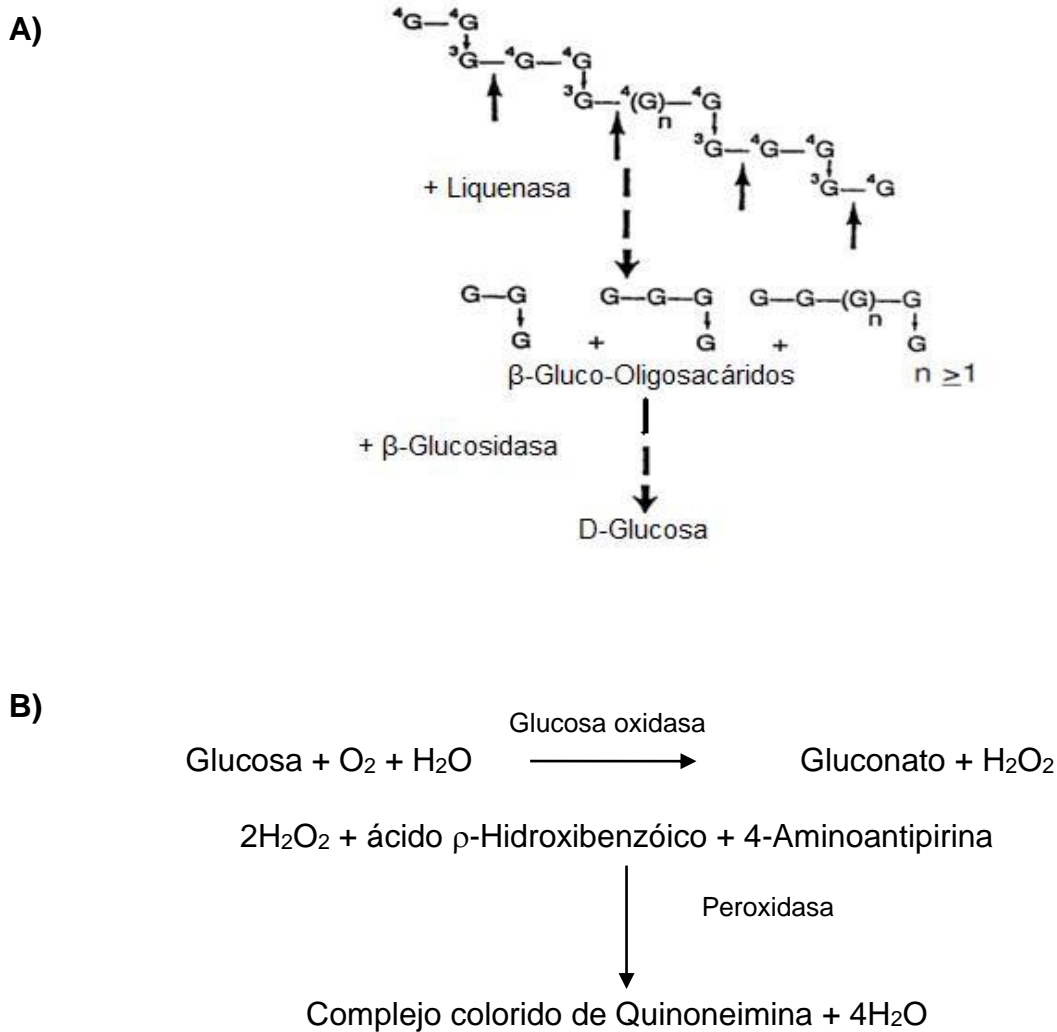 A)
⁴G—⁴G
³G—⁴G—⁴G
³G—⁴(G)n—⁴G
³G—⁴G—⁴G
³G—⁴G
+ Liquenasa
G—G G—G—G G—G—(G)n—G
G + G + G
β-Gluco-Oligosacáridos n ≥1
+ β-Glucosidasa
D-Glucosa
B)
Glucosa oxidasa
Glucosa + O₂ + H₂O Gluconato + H₂O₂
2H₂O₂ + ácido ρ-Hidroxibenzóico + 4-Aminoantipirina
Peroxidasa
Complejo colorido de Quinoneimina + 4H₂O